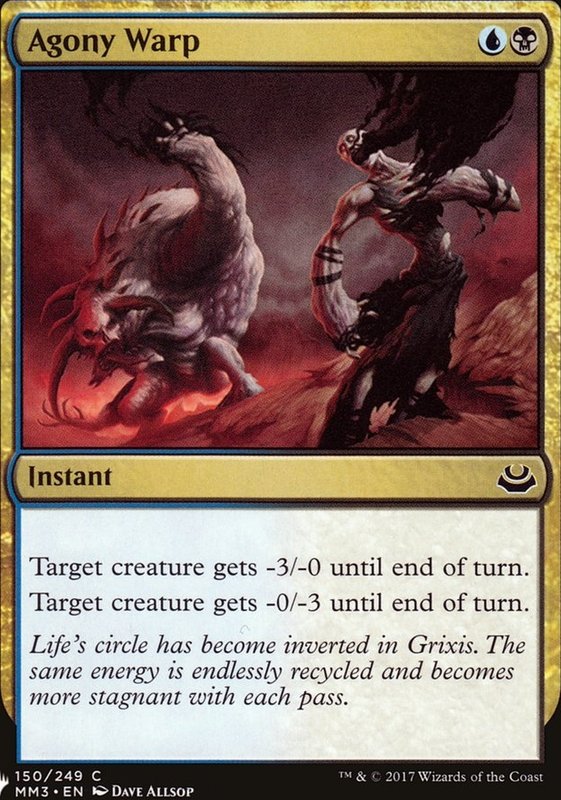 Agony Warp
Instant
Target creature gets -3/-0 until end of turn.
Target creature gets -0/-3 until end of turn.
Life's circle has become inverted in Grixis. The
same energy is endlessly recycled and becomes
more stagnant with each pass.
150/249 C
MM3 • EN Dave Allsop
™ & © 2017 Wizards of the Coast